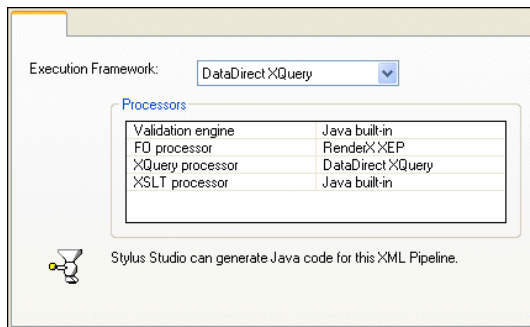 Execution Framework: DataDirect XQuery
Processors
Validation engine Java built-in
FO processor RenderX XEP
XQuery processor DataDirect XQuery
XSLT processor Java built-in
Stylus Studio can generate Java code for this XML Pipeline.